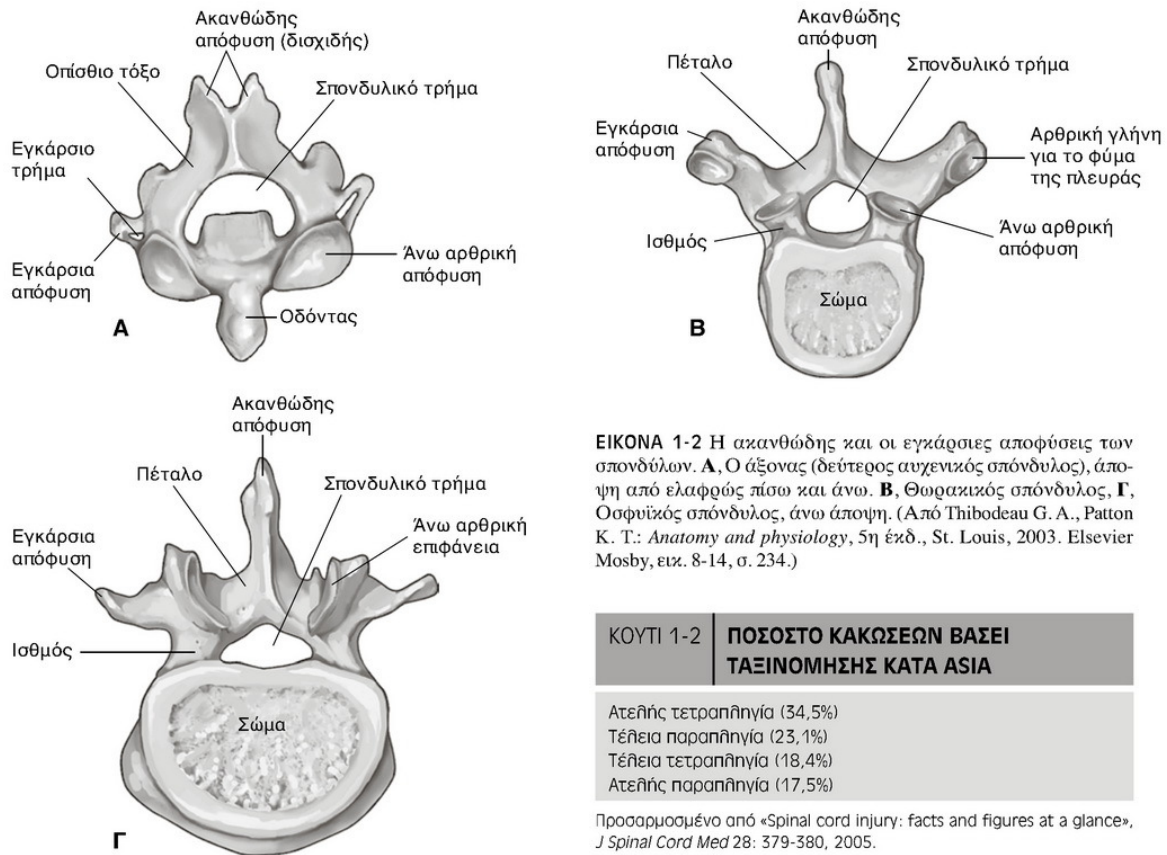 Ακανθώδης
απόφυση (δισχιδής)
Οπίσθιο τόξο
Σπονδυλικό τρήμα
Εγκάρσιο
τρήμα
Εγκάρσια
απόφυση
Άνω αρθρική
απόφυση
Οδόντας
Α
Ακανθώδης
απόφυση
Πέταλο
Σπονδυλικό τρήμα
Εγκάρσια
απόφυση
Αρθρική γλήνη
για το φύμα
της πλευράς
Ισθμός
Άνω αρθρική
απόφυση
Σώμα
Β
Ακανθώδης
απόφυση
Πέταλο
Σπονδυλικό τρήμα
Εγκάρσια
απόφυση
Άνω αρθρική
επιφάνεια
Ισθμός
Σώμα
Γ
ΕΙΚΟΝΑ 1-2 Η ακανθώδης και οι εγκάρσιες αποφύσεις των
σπονδύλων. Α, Ο άξονας (δεύτερος αυχενικός σπόνδυλος), άπο-
ψη από ελαφρώς πίσω και άνω. Β, Θωρακικός σπόνδυλος, Γ,
Οσφυϊκός σπόνδυλος, άνω άποψη. (Από Thibodeau G. A., Patton
K. T.: Anatomy and physiology, 5η έκδ., St. Louis, 2003. Elsevier
Mosby, εικ. 8-14, σ. 234.)
ΚΟΥΤΙ 1-2 ΠΟΣΟΣΤΟ ΚΑΚΩΣΕΩΝ ΒΑΣΕΙ
ΤΑΞΙΝΟΜΗΣΗΣ ΚΑΤΑ ASIA
Ατελής τετραπληγία (34,5%)
Τέλεια παραπληγία (23,1%)
Τέλεια τετραπληγία (18,4%)
Ατελής παραπληγία (17,5%)
Προσαρμοσμένο από «Spinal cord injury: facts and figures at a glance»,
J Spinal Cord Med 28: 379-380, 2005.